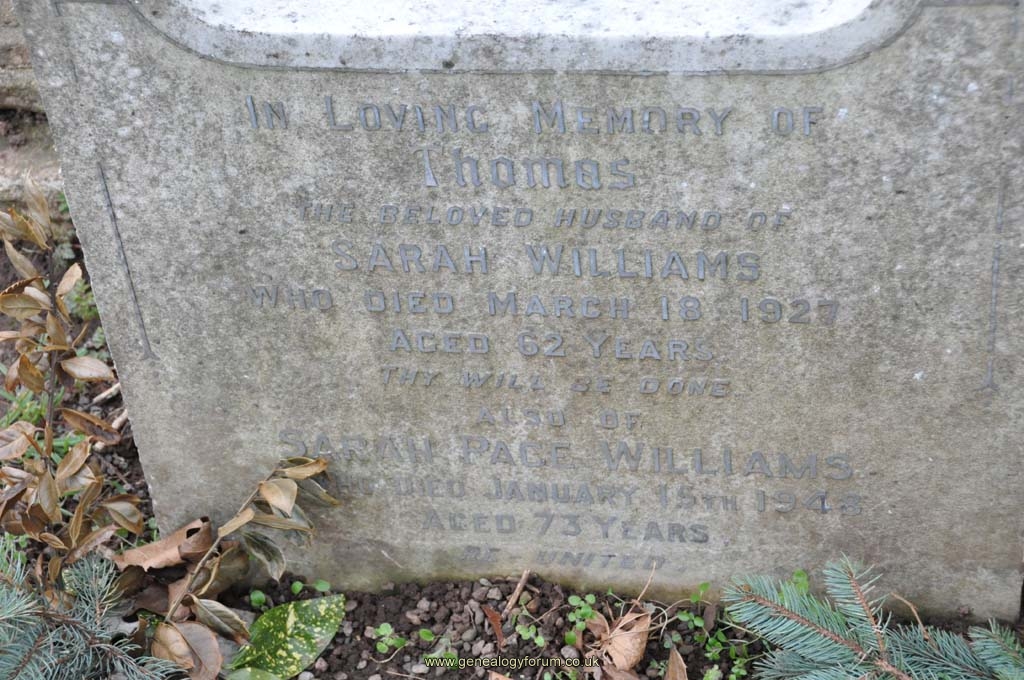 IN LOVING MEMORY OF
Thomas
THE BELOVED HUSBAND OF
SARAH WILLIAMS
WHO DIED MARCH 18 1927
AGED 62 YEARS
THY WILL BE DONE
ALSO OF
SARAH PAGE WILLIAMS
WHO DIED JANUARY 15TH
AGED 73 YEARS.
UNITED.
www.genealogyforum.co.uk